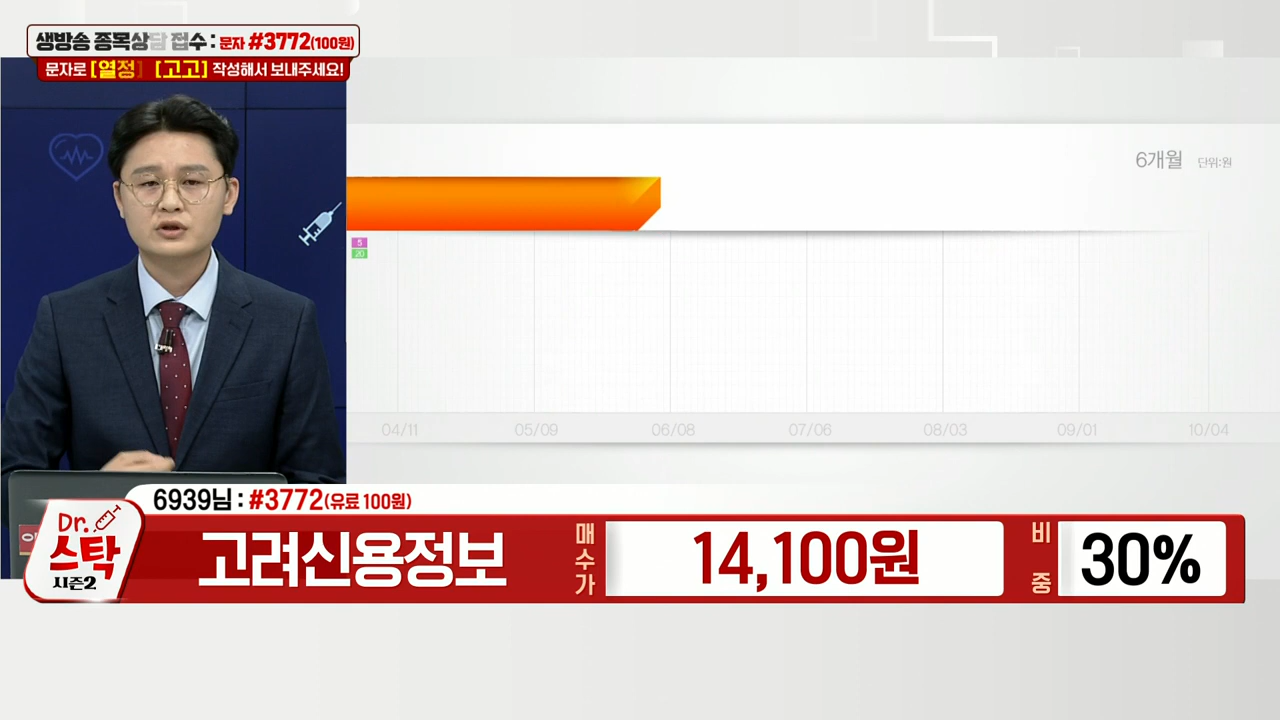 생방송 종목상담 접수 : 문자 #3772(100원)
문자로 [열정] [고고] 작성해서 보내주세요!
6개월 단위:원
5
20
04/11 05/09 06/08 07/06 08/03 09/01 10/04
6939님 : #3772(유료 100원)
Dr.
스탁
시즌2
고려신용정보
매수가
14,100원
비중
30%